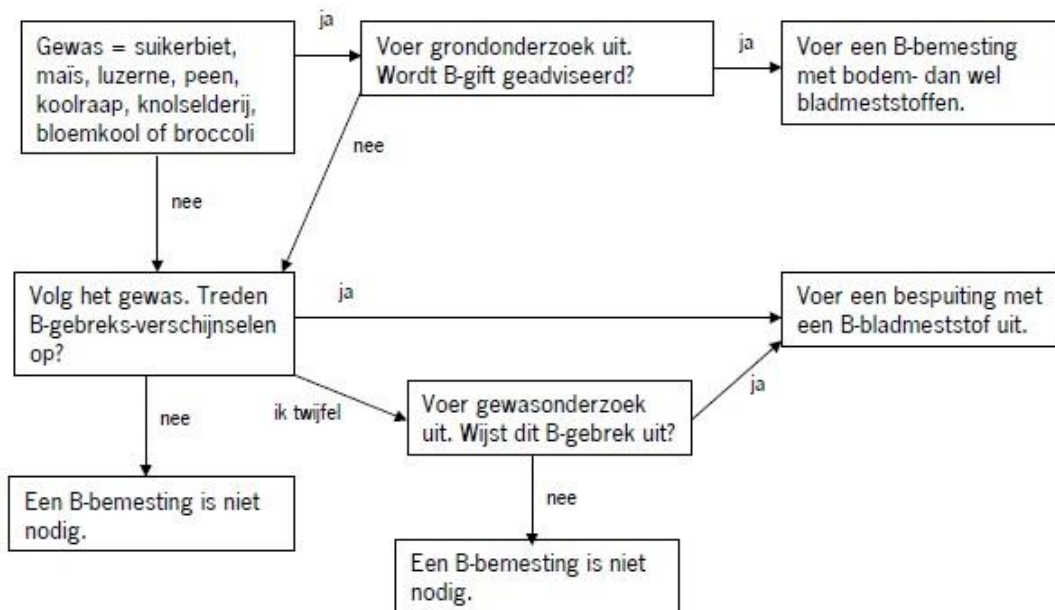 Gewas = suikerbiet,
maïs, luzerne, peen,
koolraap, knolselderij,
bloemkool of broccoli
ja
Voer grondonderzoek uit.
Wordt B-gift geadviseerd?
ja
Voer een B-bemesting
met bodem- dan wel
bladmeststoffen.
nee
nee
Volg het gewas. Treden
B-gebreks-verschijnselen
op?
ja
Voer een bespuiting met
een B-bladmeststof uit.
nee
ik twijfel
Voer gewasonderzoek
uit. Wijst dit B-gebrek uit?
ja
Een B-bemesting is niet
nodig.
nee
Een B-bemesting is niet
nodig.